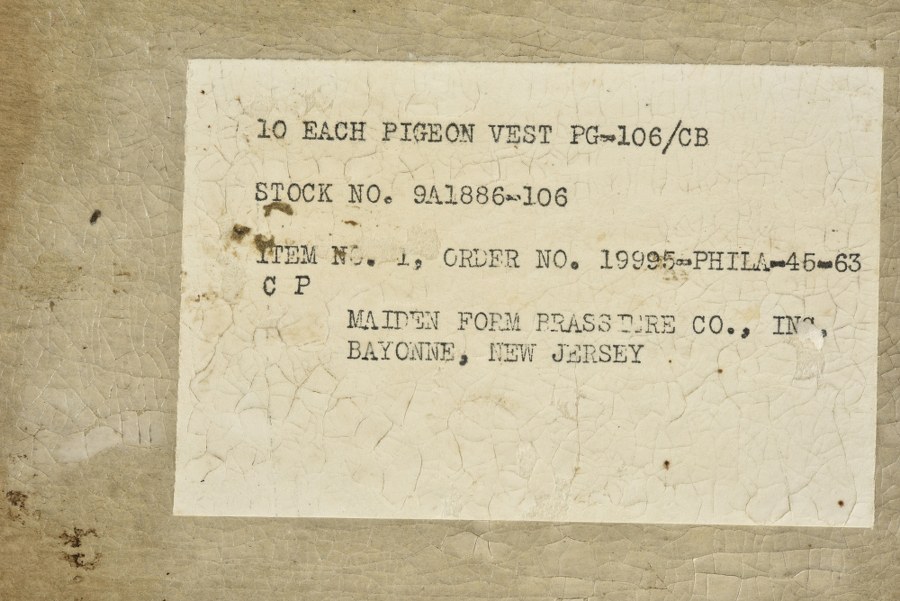 10 EACH PIGEON VEST PG-106/CB
STOCK NO. 9A1886-106
ITEM NO. 1, ORDER NO. 19995-PHILA-45-63
C P
MAIDEN FORM BRASSIERE CO., INC,
BAYONNE, NEW JERSEY